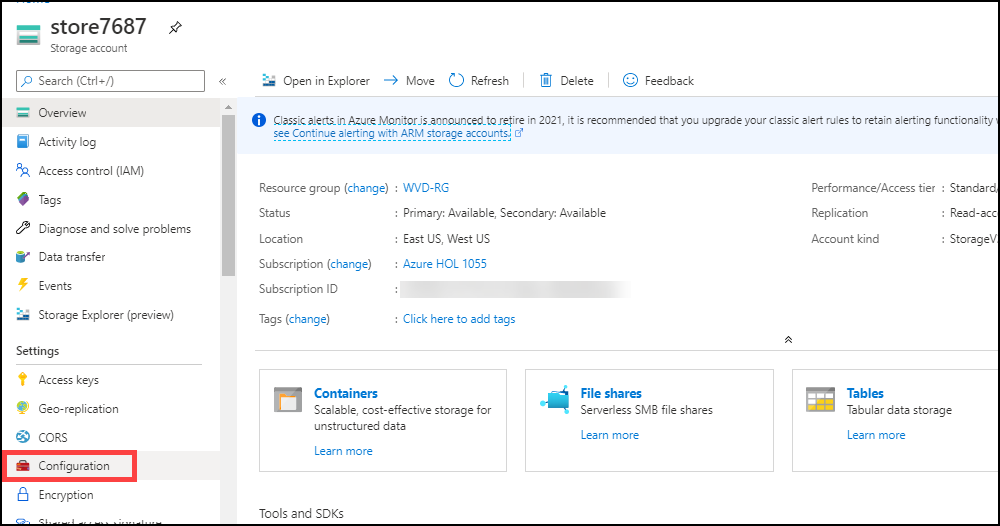 store7687
Storage account
Search (Ctrl+/)
«
Open in Explorer
Move
Refresh
Delete
Feedback
Overview
Activity log
Access control (IAM)
Tags
Diagnose and solve problems
Data transfer
Events
Storage Explorer (preview)
Settings
Access keys
Geo-replication
CORS
Configuration
Encryption
Shared access signature
Classic alerts in Azure Monitor is announced to retire in 2021, it is recommended that you upgrade your classic alert rules to retain alerting functionality
see Continue alerting with ARM storage accounts.
Resource group (change) : WVD-RG
Status : Primary: Available, Secondary: Available
Location : East US, West US
Subscription (change) : Azure HOL 1055
Subscription ID :
Tags (change) : Click here to add tags
Performance/Access tier : Standard/
Replication : Read-acc
Account kind : StorageV
Containers
Scalable, cost-effective storage for
unstructured data
Learn more
File shares
Serverless SMB file shares
Learn more
Tables
Tabular data storage
Learn more
Tools and SDKs